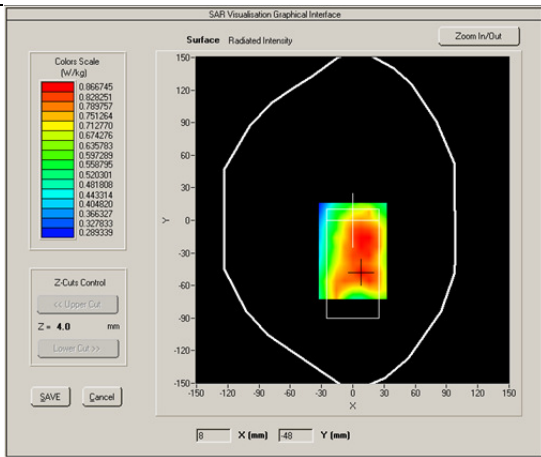 SAR Visualisation Graphical Interface
Surface Radiated Intensity
Zoom In/Out
Colors Scale
(W/kg)
0.866745
0.828251
0.789757
0.751264
0.712770
0.674276
0.635783
0.597289
0.558795
0.520301
0.481808
0.443314
0.404820
0.366327
0.327833
0.289339
150
120
90
60
30
0
-30
-60
-90
-120
-150
Y
-150 -120 -90 -60 -30 0 30 60 90 120 150
X
Z-Cuts Control
<< Upper Cut
Z = 4.0 mm
Lower Cut >>
SAVE Cancel
8 X (mm) -48 Y (mm)